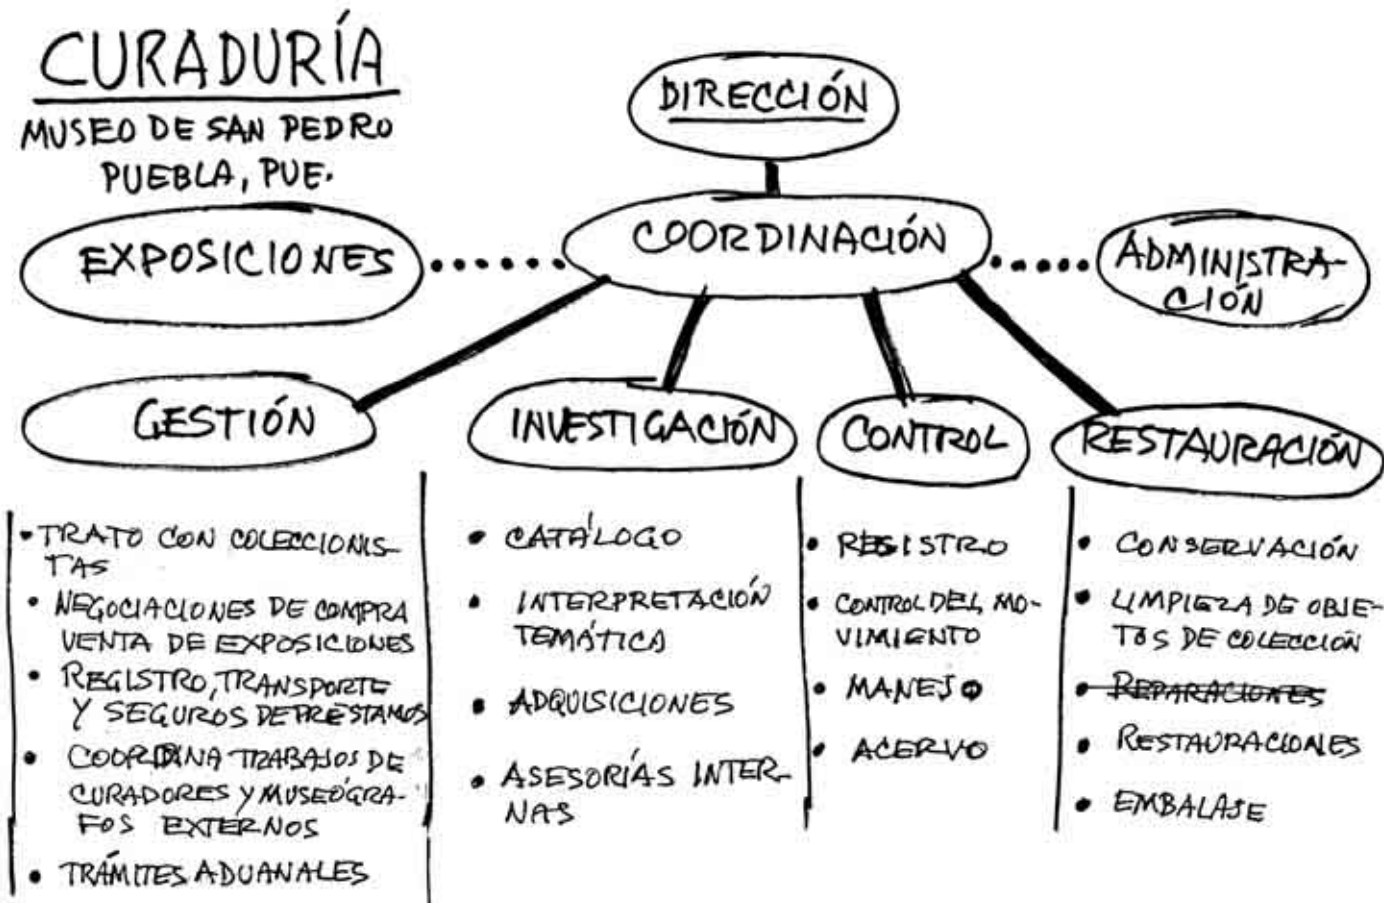 CURADURÍA
MUSEO DE SAN PEDRO
PUEBLA, PUE.
DIRECCIÓN
COORDINACIÓN
EXPOSICIONES
ADMINISTRA-
CIÓN
GESTIÓN
INVESTIGACIÓN
CONTROL
RESTAURACIÓN
• TRATO CON COLECCIONIS-
TAS
• NEGOCIACIONES DE COMPRA
VENTA DE EXPOSICIONES
• REGISTRO, TRANSPORTE
Y SEGUROS DE PRÉSTAMOS
• COORDINA TRABAJOS DE
CURADORES Y MUSEÓGRA-
FOS EXTERNOS
• TRÁMITES ADUANALES
• CATÁLOGO
• INTERPRETACIÓN
TEMÁTICA
• ADQUISICIONES
• ASESORÍAS INTER-
NAS
• REGISTRO
• CONTROL DEL MO-
VIMIENTO
• MANEJO
• ACERVO
• CONSERVACIÓN
• LIMPIEZA DE OBJE-
TOS DE COLECCIÓN
• REPARACIONES
• RESTAURACIONES
• EMBALAJE